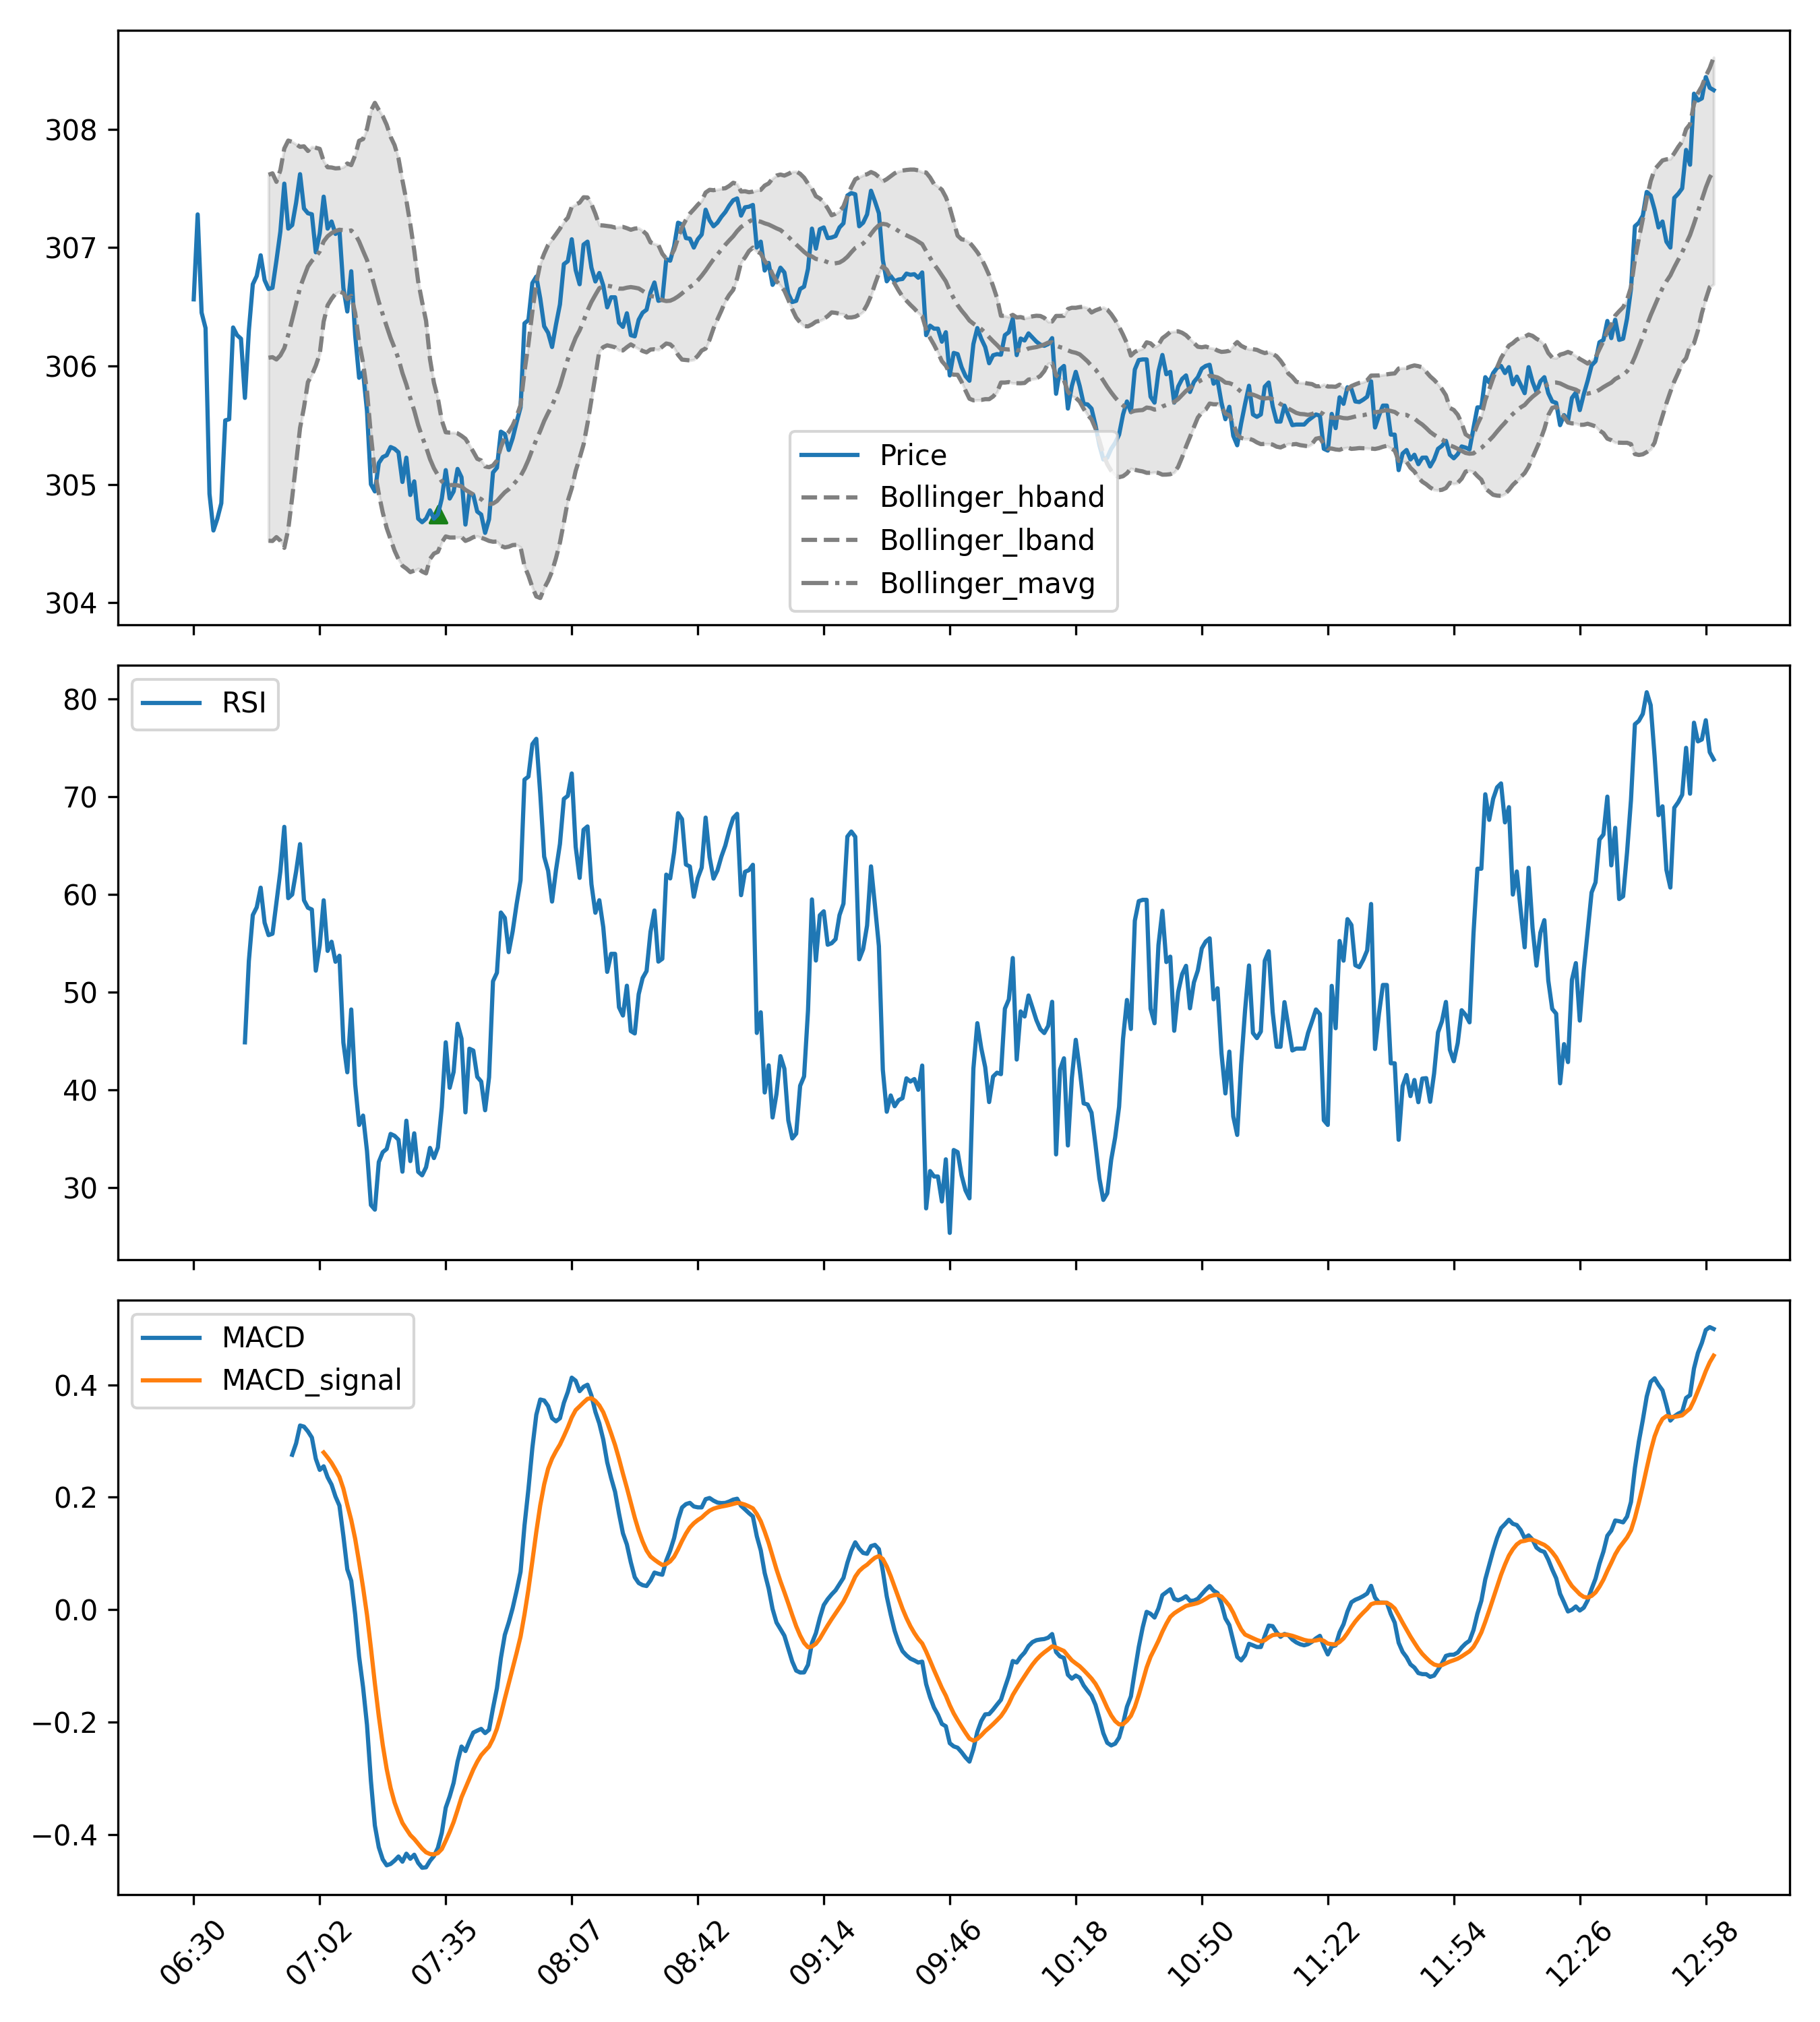 308
307
306
305
304
Price
Bollinger_hband
Bollinger_lband
Bollinger_mavg
80
70
60
50
40
30
RSI
0.4
0.2
0.0
−0.2
−0.4
MACD
MACD_signal
06:30 07:02 07:35 08:07 08:42 09:14 09:46 10:18 10:50 11:22 11:54 12:26 12:58